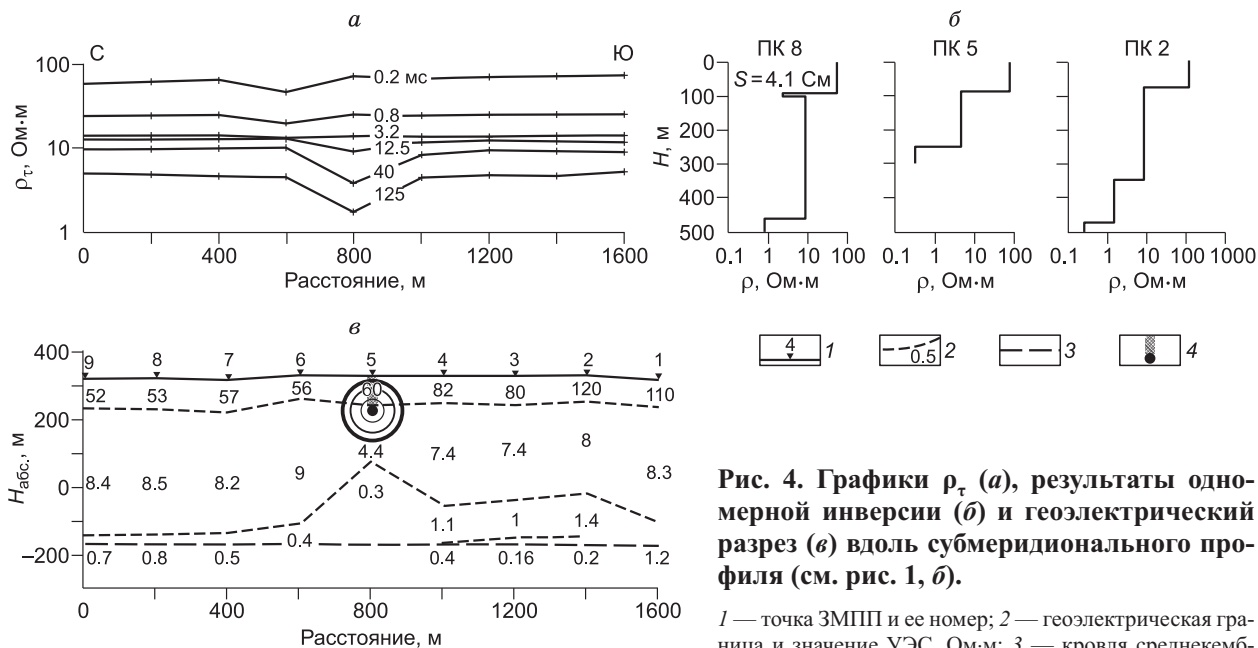 а
С Ю
100
10
1
ρτ, Ом·м
0.2 мс
0.8
3.2
12.5
40
125
0 400 800 1200 1600
Расстояние, м
б
ПК 8 ПК 5 ПК 2
S = 4.1 См
0
100
200
300
400
500
H, м
0.1 1 10 100 0.1 1 10 100 0.1 1 10 100 1000
ρ, Ом·м ρ, Ом·м ρ, Ом·м
4 1 0.5 2 3 4
в
400
200
0
–200
Hабс., м
9 8 7 6 5 4 3 2 1
52 53 57 56 60 82 80 120 110
8.4 8.5 8.2 9 4.4 7.4 7.4 8 8.3
0.3
1.1 1 1.4
0.7 0.8 0.5 0.4 0.4 0.16 0.2 1.2
0 400 800 1200 1600
Расстояние, м
Рис. 4. Графики ρτ (а), результаты одно-
мерной инверсии (б) и геоэлектрический
разрез (в) вдоль субмеридионального про-
филя (см. рис. 1, б).
1 — точка ЗМПП и ее номер; 2 — геоэлектрическая гра-
ница и значение УЭС, Ом·м; 3 — кровля среднекемб-